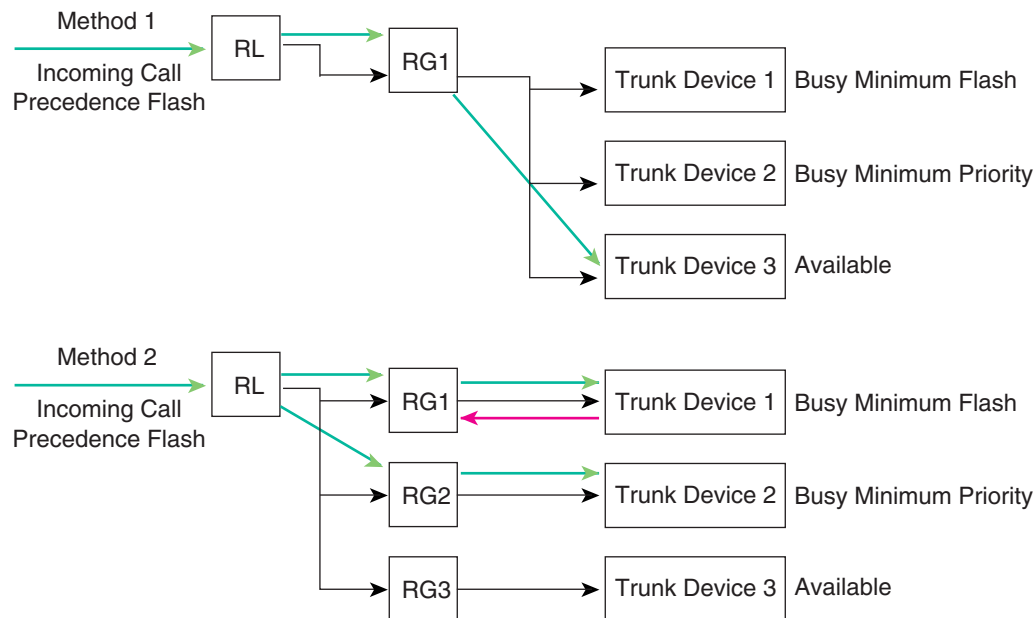 Method 1
Incoming Call
Precedence Flash
RL
RG1
Trunk Device 1
Busy Minimum Flash
Trunk Device 2
Busy Minimum Priority
Trunk Device 3
Available
Method 2
Incoming Call
Precedence Flash
RL
RG1
Trunk Device 1
Busy Minimum Flash
RG2
Trunk Device 2
Busy Minimum Priority
RG3
Trunk Device 3
Available